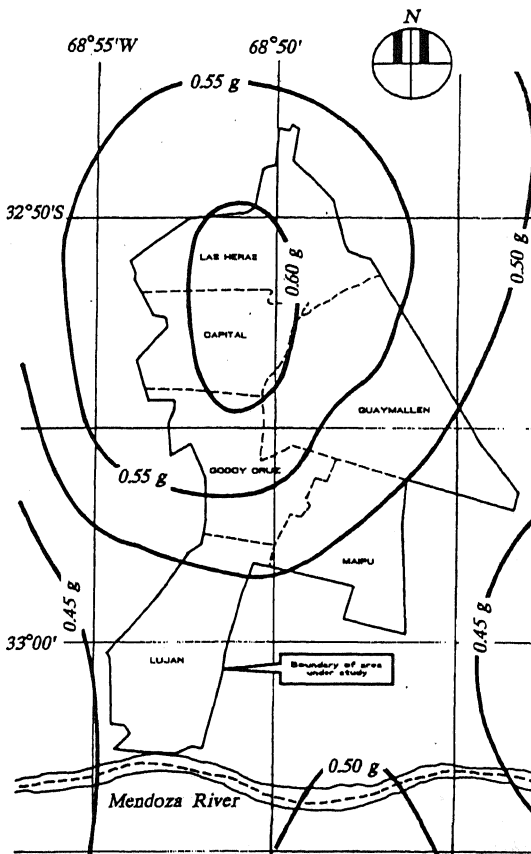 N
68°55'W
68°50'
0.55 g
32°50'S
LAS HERAS
0.60 g
0.50 g
CAPITAL
GUAYMALLEN
GODOY CRUZ
0.55 g
MAIPU
0.45 g
0.45 g
33°00'
LUJAN
Boundary of area
under study
0.50 g
Mendoza River